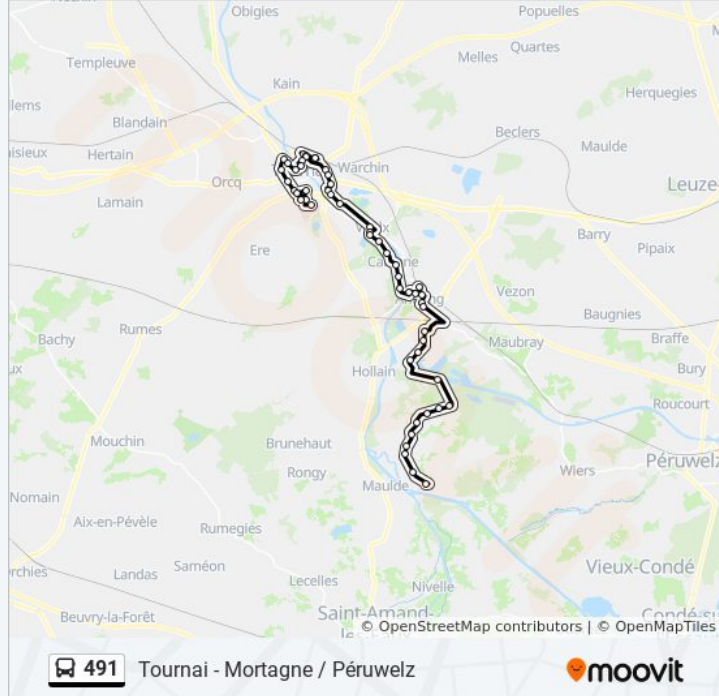 Obigies
Popuelles
Quartes
Templeuve
Melles
Kain
Herquegies
Blandain
Beclers
Maulde
Hertain
Warchin
Orcq
Leuze-
Lamain
Barry
Ere
Pipaix
Vezon
Baugnies
Rumes
Bachy
Maubray
Braffe
Hollain
Bury
Roucourt
Mouchin
Brunehaut
Péruwelz
Rongy
Wiers
Nomain
Maulde
Aix-en-Pévèle
Rumegies
Saméon
Vieux-Condé
Landas
Lecelles
Nivelle
Beuvry-la-Forêt
Saint-Amand-
© OpenStreetMap contributors | © OpenMapTiles
491 Tournai - Mortagne / Péruwelz
moovit